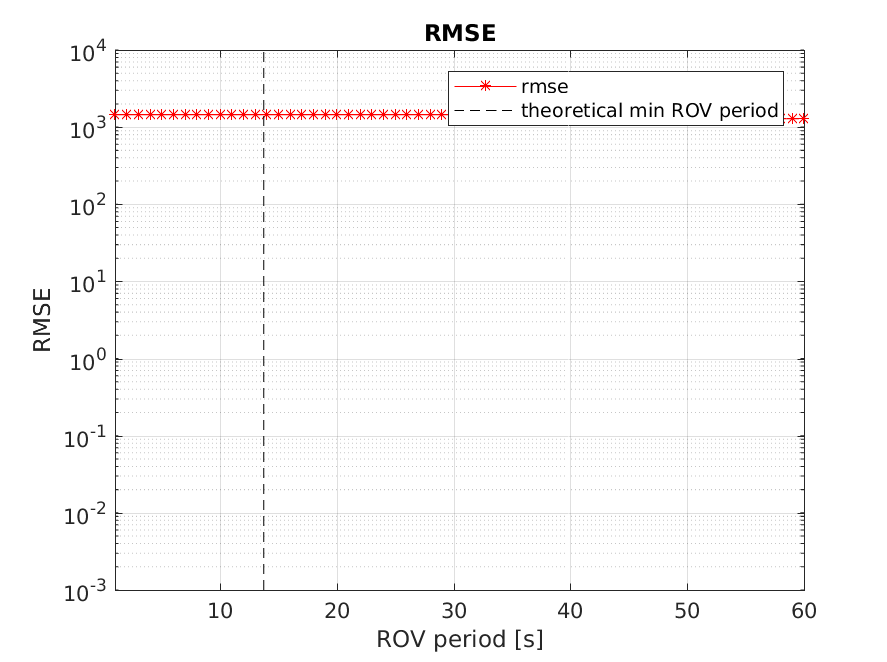 RMSE
10^4
10^3
10^2
10^1
10^0
10^-1
10^-2
10^-3
RMSE
rmse
theoretical min ROV period
10 20 30 40 50 60
ROV period [s]